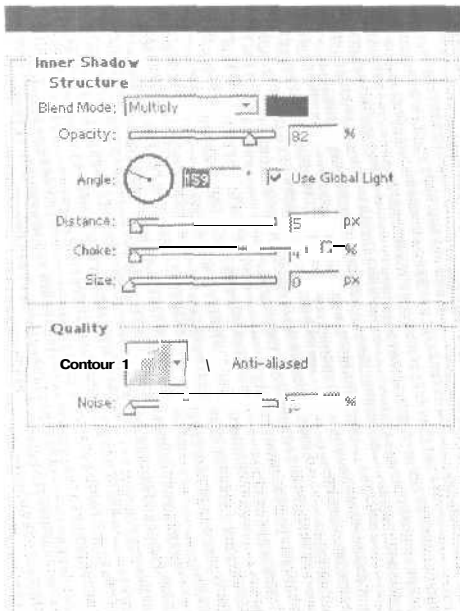 Inner Shadow
Structure
Blend Mode: Multiply
Opacity: 82 %
Angle: 159 ° Use Global Light
Distance: 5 px
Choke: %
Size: 0 px
Quality
Contour Anti-aliased
Noise: %